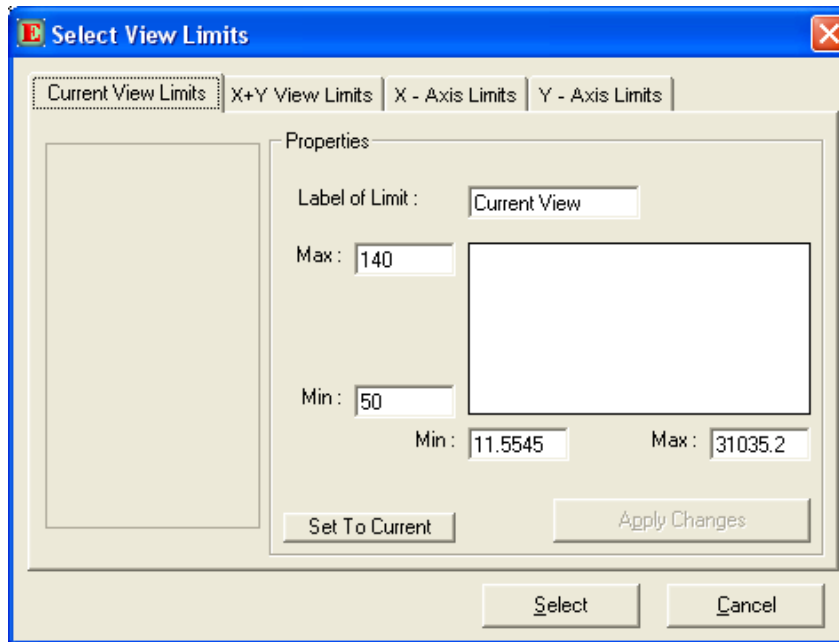 E Select View Limits
Current View Limits X+Y View Limits X - Axis Limits Y - Axis Limits
Properties
Label of Limit : Current View
Max : 140
Min : 50
Min : 11.5545 Max : 31035.2
Set To Current Apply Changes
Select Cancel